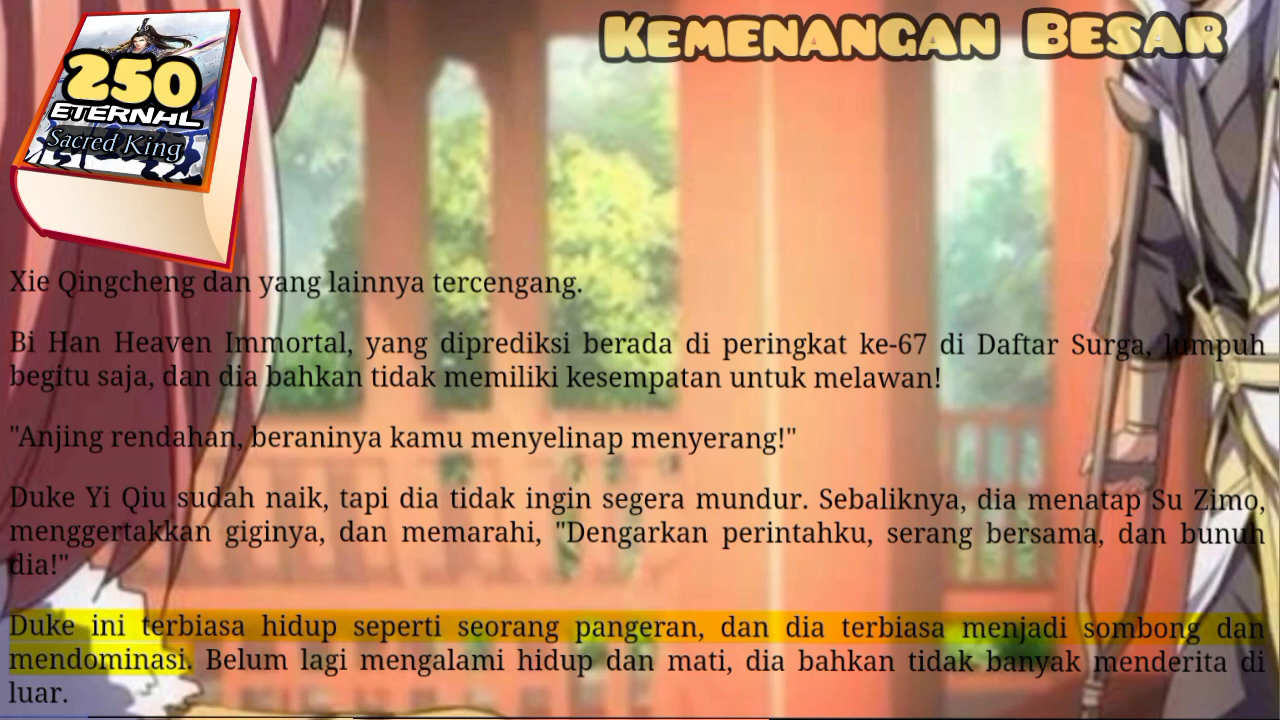 Kemenangan Besar
250
ETERNAL
Sacred King
Xie Qingcheng dan yang lainnya tercengang.
Bi Han Heaven Immortal, yang diprediksi berada di peringkat ke-67 di Daftar Surga, lumpuh
begitu saja, dan dia bahkan tidak memiliki kesempatan untuk melawan!
"Anjing rendahan, beraninya kamu menyelinap menyerang!"
Duke Yi Qiu sudah naik, tapi dia tidak ingin segera mundur. Sebaliknya, dia menatap Su Zimo,
menggertakkan giginya, dan memarahi, "Dengarkan perintahku, serang bersama, dan bunuh
dia!"
Duke ini terbiasa hidup seperti seorang pangeran, dan dia terbiasa menjadi sombong dan
mendominasi. Belum lagi mengalami hidup dan mati, dia bahkan tidak banyak menderita di
luar.